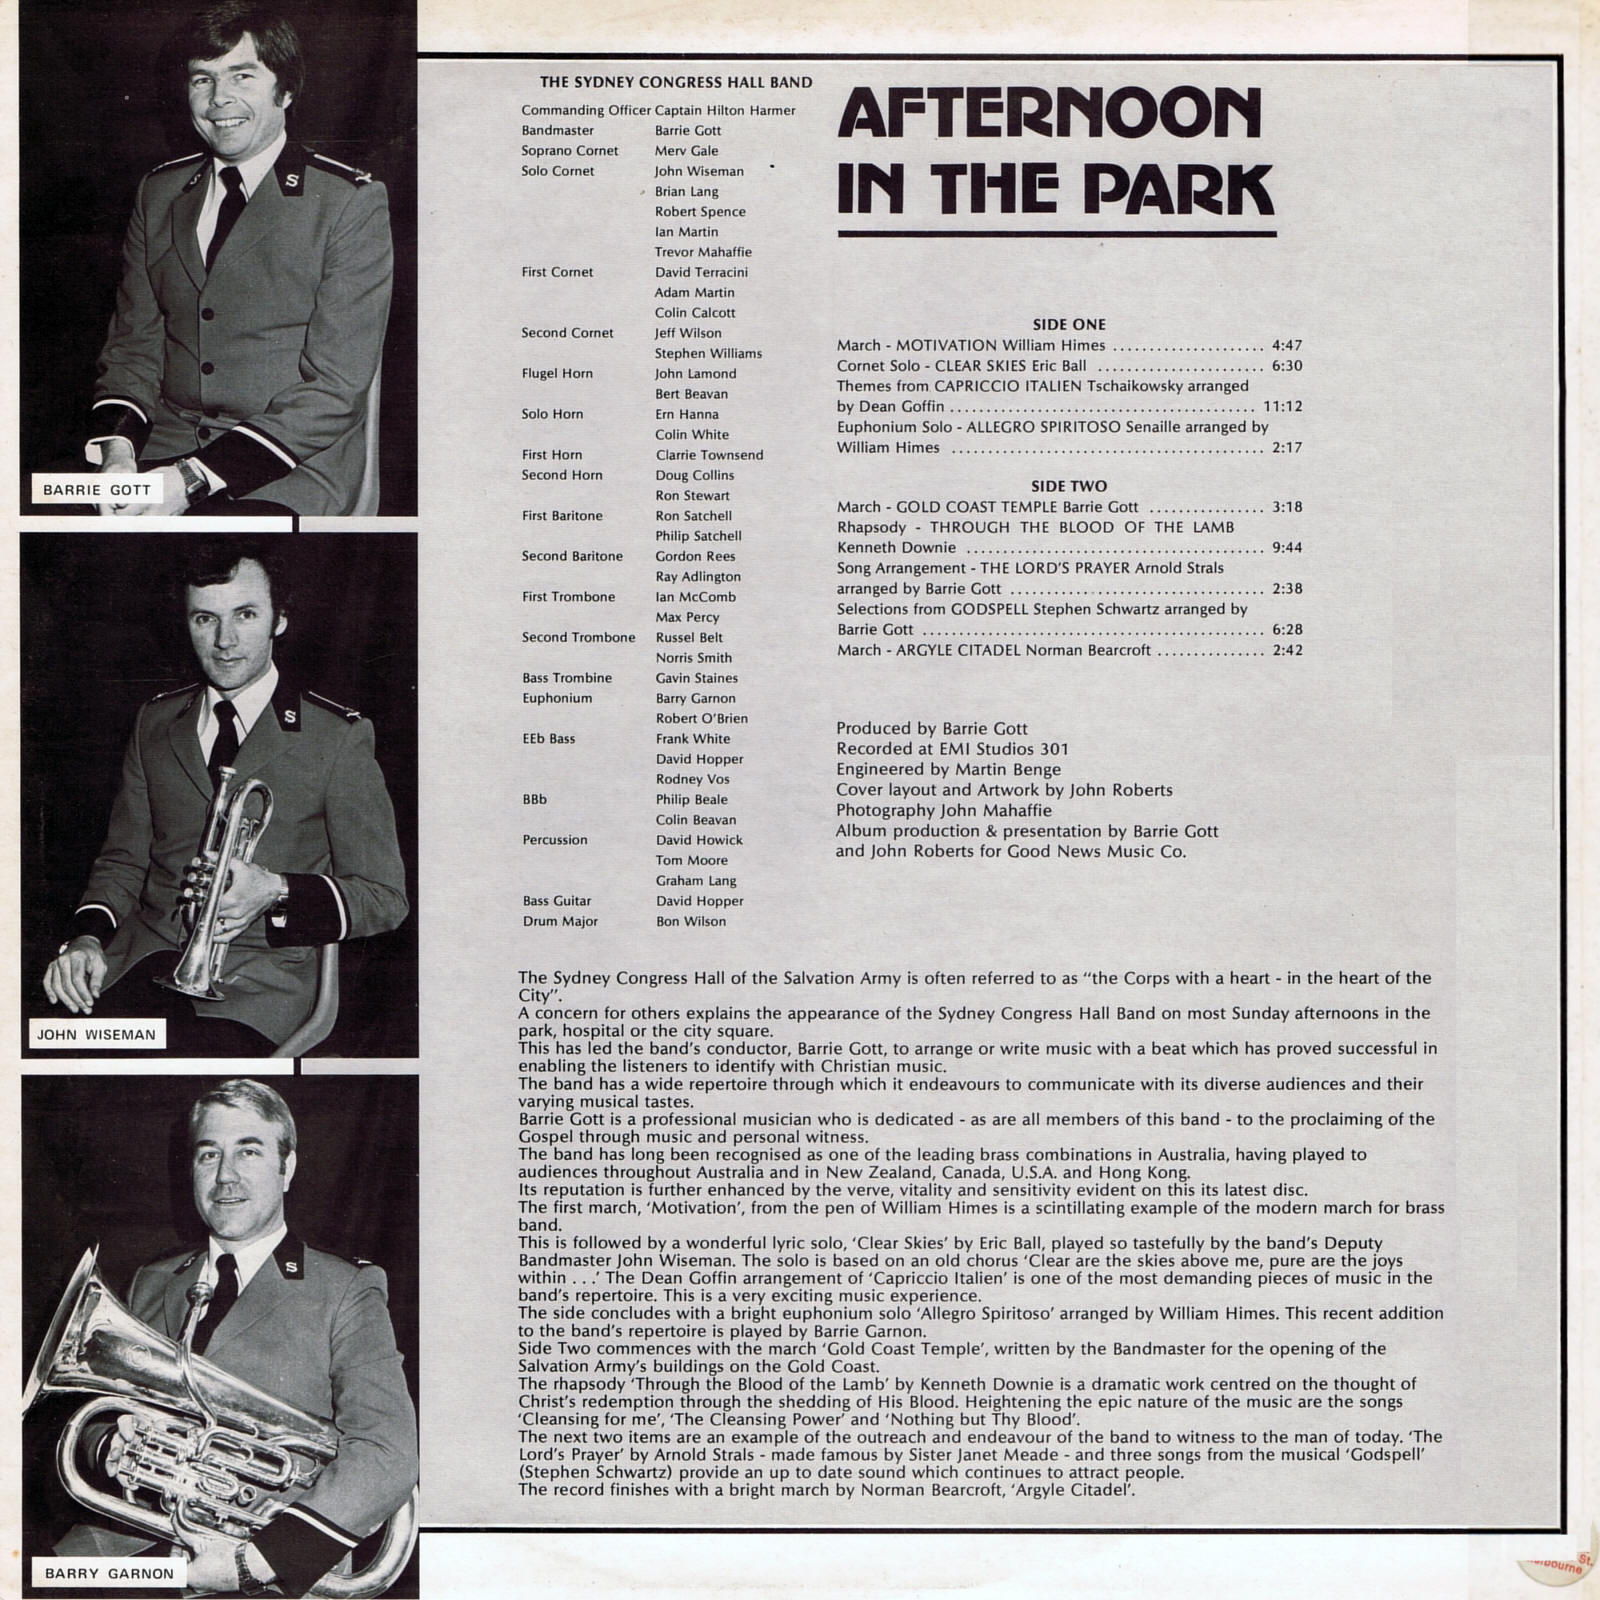 THE SYDNEY CONGRESS HALL BAND
Commanding Officer Captain Hilton Harmer
Bandmaster Barrie Gott
Soprano Cornet Merv Gale
Solo Cornet John Wiseman
Brian Lang
Robert Spence
Ian Martin
Trevor Mahaffie
First Cornet David Terracini
Adam Martin
Colin Calcott
Second Cornet Jeff Wilson
Stephen Williams
Flugel Horn John Lamond
Bert Beavan
Solo Horn Ern Hanna
Colin White
First Horn Clarrie Townsend
Second Horn Doug Collins
Ron Stewart
First Baritone Ron Satchell
Philip Satchell
Second Baritone Gordon Rees
Ray Adlington
First Trombone Ian McComb
Max Percy
Second Trombone Russel Belt
Norris Smith
Bass Trombine Gavin Staines
Euphonium Barry Garnon
Robert O'Brien
EEb Bass Frank White
David Hopper
Rodney Vos
BBb Philip Beale
Colin Beavan
Percussion David Howick
Tom Moore
Graham Lang
Bass Guitar David Hopper
Drum Major Bon Wilson
AFTERNOON
IN THE PARK
SIDE ONE
March - MOTIVATION William Himes ..................... 4:47
Cornet Solo - CLEAR SKIES Eric Ball ....................... 6:30
Themes from CAPRICCIO ITALIEN Tschaikowsky arranged
by Dean Goffin .......................................... 11:12
Euphonium Solo - ALLEGRO SPIRITOSO Senaille arranged by
William Himes ........................................... 2:17
SIDE TWO
March - GOLD COAST TEMPLE Barrie Gott ................ 3:18
Rhapsody - THROUGH THE BLOOD OF THE LAMB
Kenneth Downie ......................................... 9:44
Song Arrangement - THE LORD'S PRAYER Arnold Strals
arranged by Barrie Gott ................................... 2:38
Selections from GODSPELL Stephen Schwartz arranged by
Barrie Gott ............................................... 6:28
March - ARGYLE CITADEL Norman Bearcroft ............... 2:42
Produced by Barrie Gott
Recorded at EMI Studios 301
Engineered by Martin Benge
Cover layout and Artwork by John Roberts
Photography John Mahaffie
Album production & presentation by Barrie Gott
and John Roberts for Good News Music Co.
The Sydney Congress Hall of the Salvation Army is often referred to as "the Corps with a heart - in the heart of the
City".
A concern for others explains the appearance of the Sydney Congress Hall Band on most Sunday afternoons in the
park, hospital or the city square.
This has led the band's conductor, Barrie Gott, to arrange or write music with a beat which has proved successful in
enabling the listeners to identify with Christian music.
The band has a wide repertoire through which it endeavours to communicate with its diverse audiences and their
varying musical tastes.
Barrie Gott is a professional musician who is dedicated - as are all members of this band - to the proclaiming of the
Gospel through music and personal witness.
The band has long been recognised as one of the leading brass combinations in Australia, having played to
audiences throughout Australia and in New Zealand, Canada, U.S.A. and Hong Kong.
Its reputation is further enhanced by the verve, vitality and sensitivity evident on this its latest disc.
The first march, 'Motivation', from the pen of William Himes is a scintillating example of the modern march for brass
band.
This is followed by a wonderful lyric solo, 'Clear Skies' by Eric Ball, played so tastefully by the band's Deputy
Bandmaster John Wiseman. The solo is based on an old chorus 'Clear are the skies above me, pure are the joys
within . . .' The Dean Goffin arrangement of 'Capriccio Italien' is one of the most demanding pieces of music in the
band's repertoire. This is a very exciting music experience.
The side concludes with a bright euphonium solo 'Allegro Spiritoso' arranged by William Himes. This recent addition
to the band's repertoire is played by Barrie Garnon.
Side Two commences with the march 'Gold Coast Temple', written by the Bandmaster for the opening of the
Salvation Army's buildings on the Gold Coast.
The rhapsody 'Through the Blood of the Lamb' by Kenneth Downie is a dramatic work centred on the thought of
Christ's redemption through the shedding of His Blood. Heightening the epic nature of the music are the songs
'Cleansing for me', 'The Cleansing Power' and 'Nothing but Thy Blood'.
The next two items are an example of the outreach and endeavour of the band to witness to the man of today. 'The
Lord's Prayer' by Arnold Strals - made famous by Sister Janet Meade - and three songs from the musical 'Godspell'
(Stephen Schwartz) provide an up to date sound which continues to attract people.
The record finishes with a bright march by Norman Bearcroft, 'Argyle Citadel'.
S
BARRIE GOTT
S
JOHN WISEMAN
S
BARRY GARNON
St.